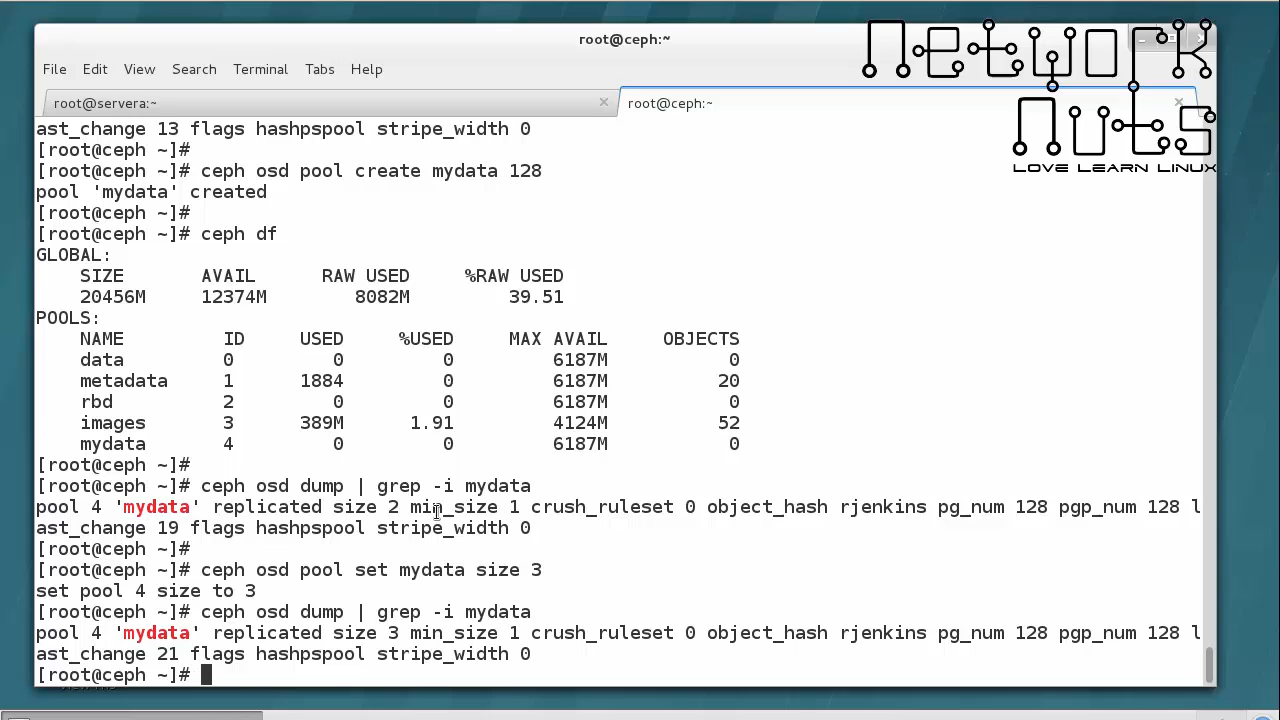 root@ceph:~
File Edit View Search Terminal Tabs Help
root@servera:~ × root@ceph:~ ×
NETWORK
NUTS
LOVE LEARN LINUX
ast_change 13 flags hashpspool stripe_width 0
[root@ceph ~]#
[root@ceph ~]# ceph osd pool create mydata 128
pool 'mydata' created
[root@ceph ~]#
[root@ceph ~]# ceph df
GLOBAL:
SIZE AVAIL RAW USED %RAW USED
20456M 12374M 8082M 39.51
POOLS:
NAME ID USED %USED MAX AVAIL OBJECTS
data 0 0 0 6187M 0
metadata 1 1884 0 6187M 20
rbd 2 0 0 6187M 0
images 3 389M 1.91 4124M 52
mydata 4 0 0 6187M 0
[root@ceph ~]#
[root@ceph ~]# ceph osd dump | grep -i mydata
pool 4 'mydata' replicated size 2 min_size 1 crush_ruleset 0 object_hash rjenkins pg_num 128 pgp_num 128 l
ast_change 19 flags hashpspool stripe_width 0
[root@ceph ~]#
[root@ceph ~]# ceph osd pool set mydata size 3
set pool 4 size to 3
[root@ceph ~]# ceph osd dump | grep -i mydata
pool 4 'mydata' replicated size 3 min_size 1 crush_ruleset 0 object_hash rjenkins pg_num 128 pgp_num 128 l
ast_change 21 flags hashpspool stripe_width 0
[root@ceph ~]#